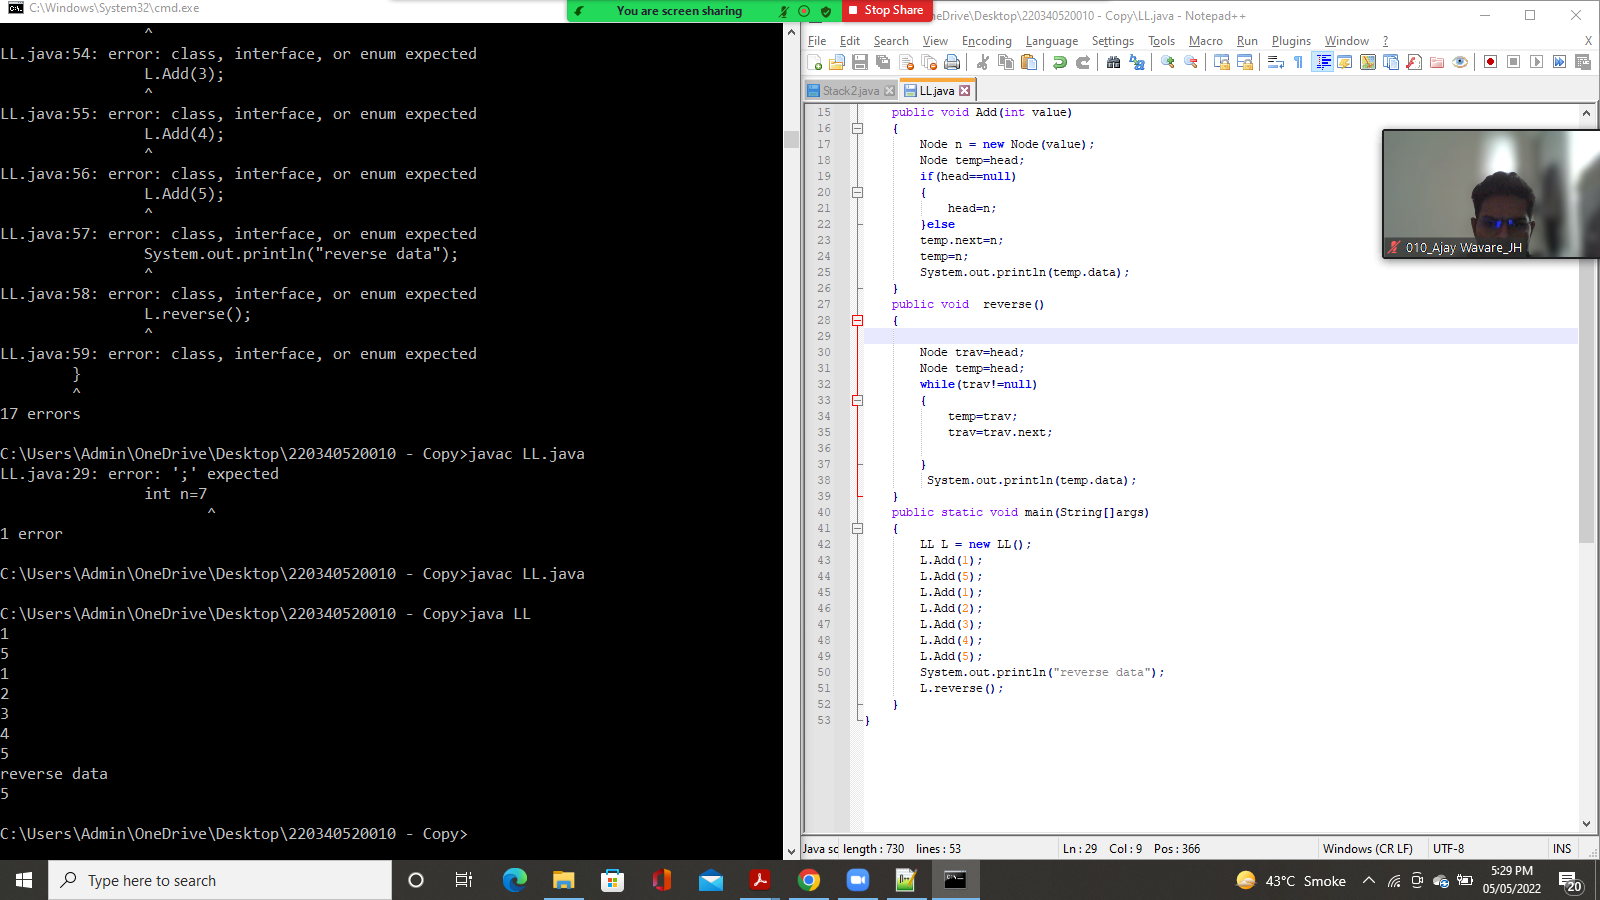 C:\Windows\System32\cmd.exe
You are screen sharing
Stop Share
^
LL.java:54: error: class, interface, or enum expected
L.Add(3);
^
LL.java:55: error: class, interface, or enum expected
L.Add(4);
^
LL.java:56: error: class, interface, or enum expected
L.Add(5);
^
LL.java:57: error: class, interface, or enum expected
System.out.println("reverse data");
^
LL.java:58: error: class, interface, or enum expected
L.reverse();
^
LL.java:59: error: class, interface, or enum expected
}
^
17 errors
C:\Users\Admin\OneDrive\Desktop\220340520010 - Copy>javac LL.java
LL.java:29: error: ';' expected
int n=7
^
1 error
C:\Users\Admin\OneDrive\Desktop\220340520010 - Copy>javac LL.java
C:\Users\Admin\OneDrive\Desktop\220340520010 - Copy>java LL
1
5
1
2
3
4
5
reverse data
5
C:\Users\Admin\OneDrive\Desktop\220340520010 - Copy>
eDrive\Desktop\220340520010 - Copy\LL.java - Notepad++
File Edit Search View Encoding Language Settings Tools Macro Run Plugins Window ? X
Stack2.java LL.java
15 public void Add(int value)
16 {
17 Node n = new Node(value);
18 Node temp=head;
19 if(head==null)
20 {
21 head=n;
22 }else
23 temp.next=n;
24 temp=n;
25 System.out.println(temp.data);
26 }
27 public void  reverse()
28 {
29
30 Node trav=head;
31 Node temp=head;
32 while(trav!=null)
33 {
34 temp=trav;
35 trav=trav.next;
36
37 }
38 System.out.println(temp.data);
39 }
40 public static void main(String[]args)
41 {
42 LL L = new LL();
43 L.Add(1);
44 L.Add(5);
45 L.Add(1);
46 L.Add(2);
47 L.Add(3);
48 L.Add(4);
49 L.Add(5);
50 System.out.println("reverse data");
51 L.reverse();
52 }
53 }
010_Ajay Wavare_JH
Java sc length : 730 lines : 53 Ln : 29 Col : 9 Pos : 366 Windows (CR LF) UTF-8 INS
Type here to search
43°C Smoke
5:29 PM
05/05/2022
20